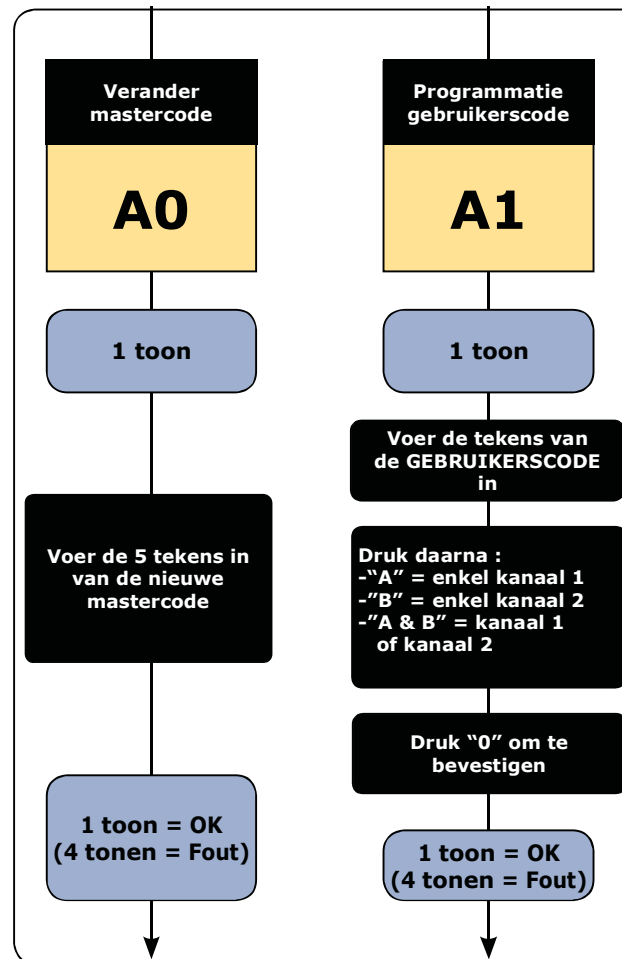 Verander
mastercode
A0
1 toon
Voer de 5 tekens in
van de nieuwe
mastercode
1 toon = OK
(4 tonen = Fout)
Programmatie
gebruikerscode
A1
1 toon
Voer de tekens van
de GEBRUIKERSCODE
in
Druk daarna :
-“A” = enkel kanaal 1
-”B” = enkel kanaal 2
-”A & B” = kanaal 1
of kanaal 2
Druk “0” om te
bevestigen
1 toon = OK
(4 tonen = Fout)